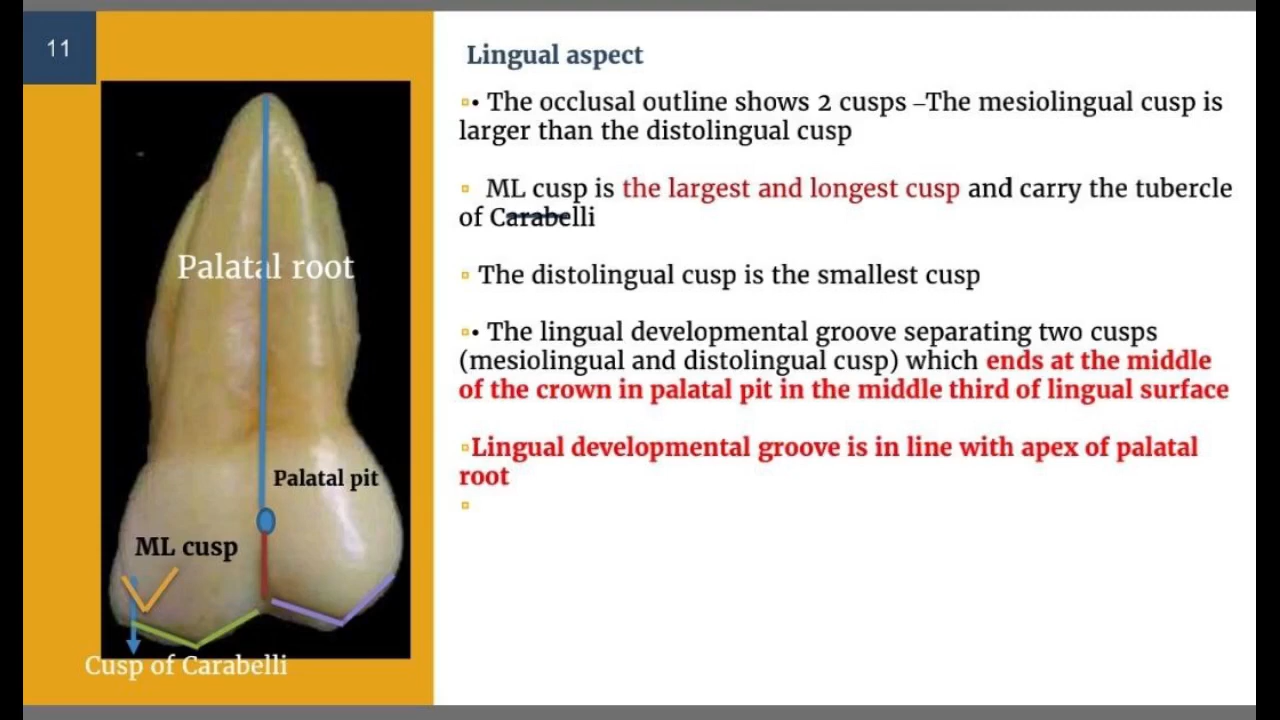 11
Lingual aspect
▫• The occlusal outline shows 2 cusps –The mesiolingual cusp is
larger than the distolingual cusp
▫ ML cusp is the largest and longest cusp and carry the tubercle
of Carabelli
▫ The distolingual cusp is the smallest cusp
▫• The lingual developmental groove separating two cusps
(mesiolingual and distolingual cusp) which ends at the middle
of the crown in palatal pit in the middle third of lingual surface
▫Lingual developmental groove is in line with apex of palatal
root
▫
Palatal root
Palatal pit
ML cusp
Cusp of Carabelli